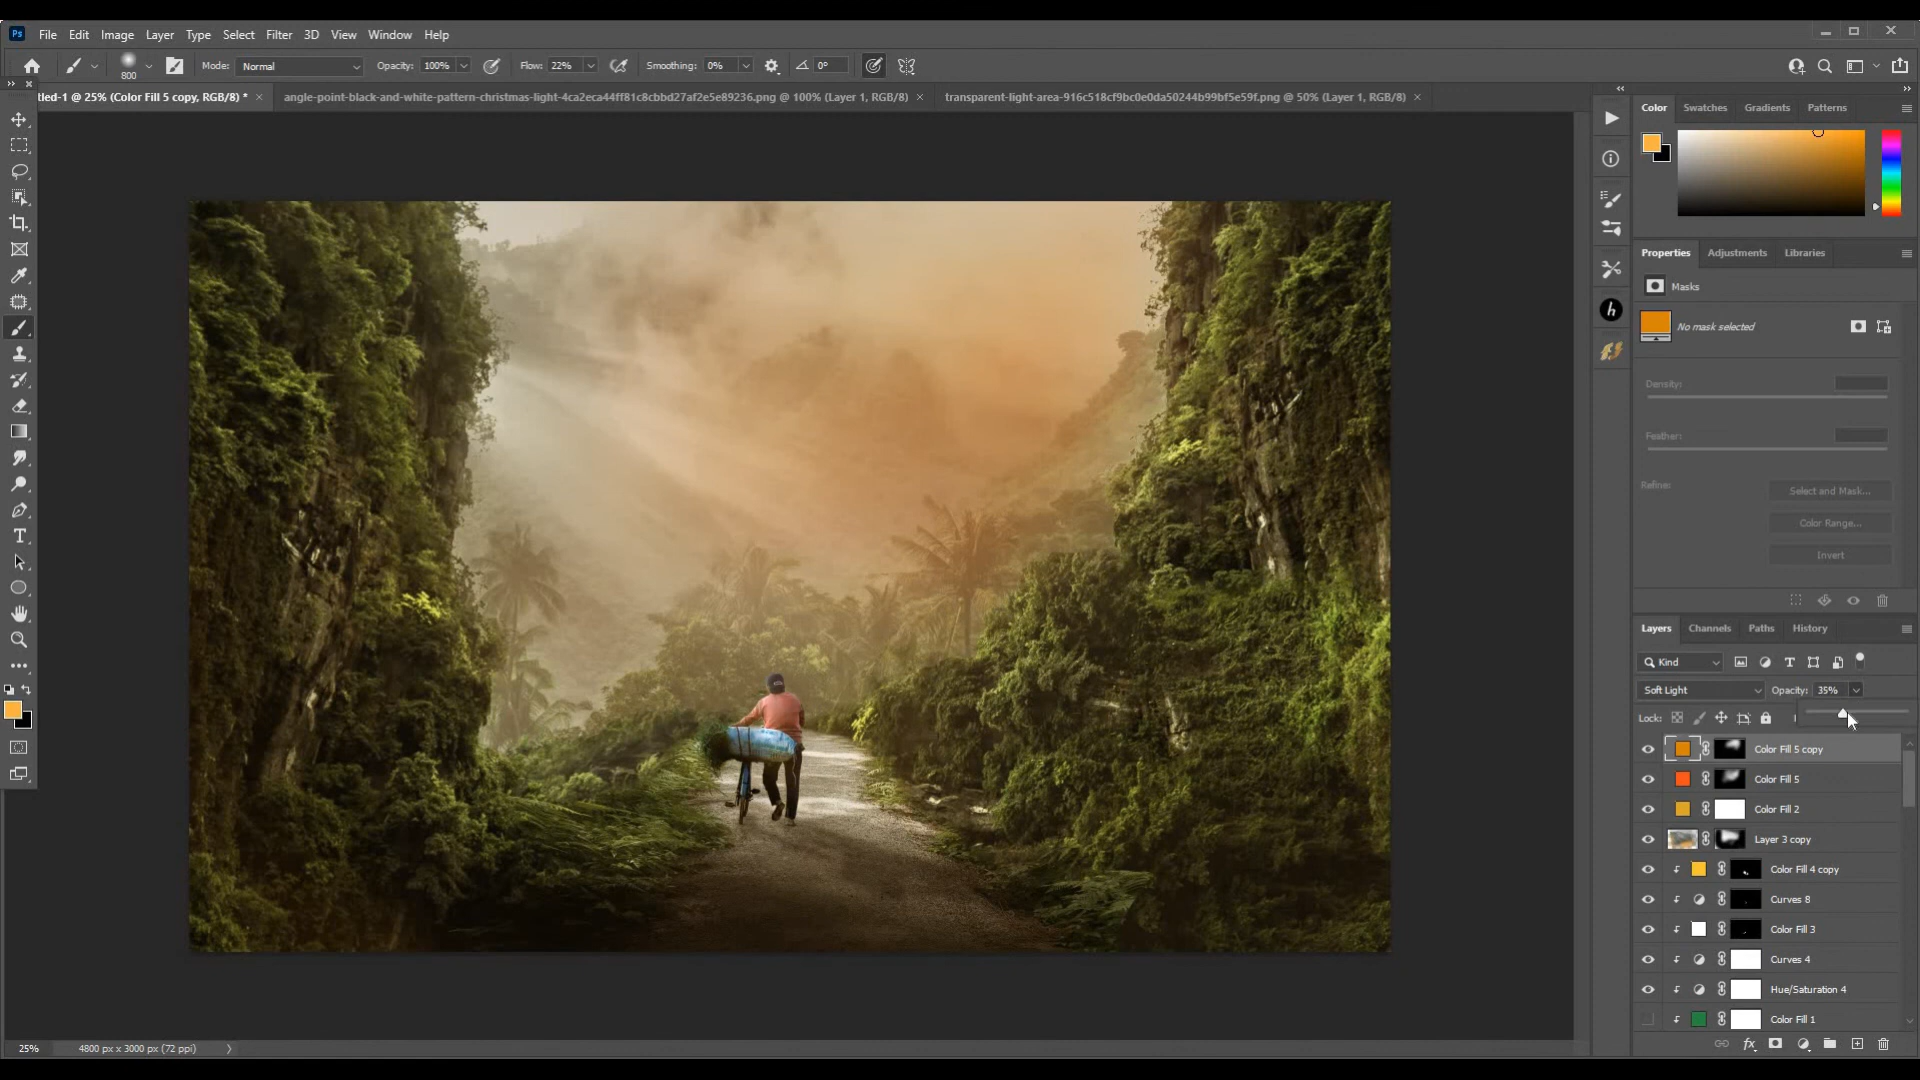 Ps File Edit Image Layer Type Select Filter 3D View Window Help
800 Mode: Normal Opacity: 100% Flow: 22% Smoothing: 0% 0°
tled-1 @ 25% (Color Fill 5 copy, RGB/8) * angle-point-black-and-white-pattern-christmas-light-4ca2eca44ff81c8cbbd27af2e5e89236.png @ 100% (Layer 1, RGB/8) transparent-light-area-916c518cf9bc0e0da50244b99bf5e59f.png @ 50% (Layer 1, RGB/8)
Color Swatches Gradients Patterns
Properties Adjustments Libraries
Masks
No mask selected
Density:
Feather:
Refine: Select and Mask...
Color Range...
Invert
Layers Channels Paths History
Kind
Soft Light Opacity: 35%
Lock:
Color Fill 5 copy
Color Fill 5
Color Fill 2
Layer 3 copy
Color Fill 4 copy
Curves 8
Color Fill 3
Curves 4
Hue/Saturation 4
Color Fill 1
fx
25% 4800 px x 3000 px (72 ppi)